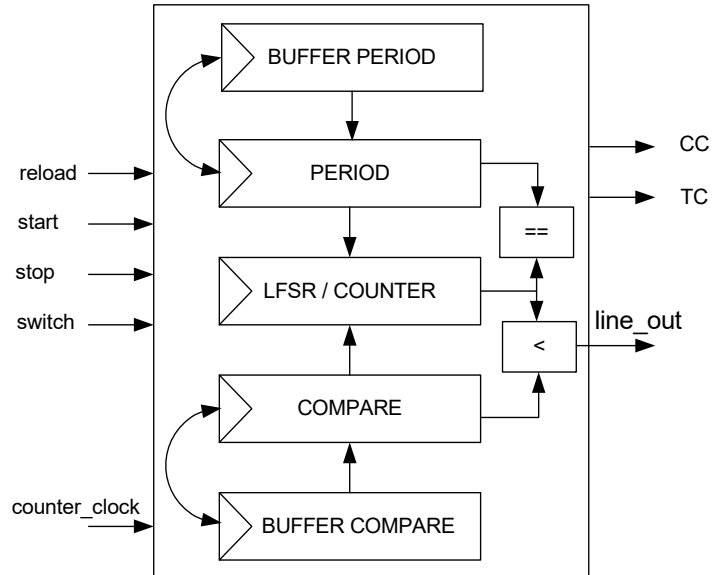 BUFFER PERIOD
PERIOD
LFSR / COUNTER
COMPARE
BUFFER COMPARE
reload
start
stop
switch
counter_clock
==
<
CC
TC
line_out